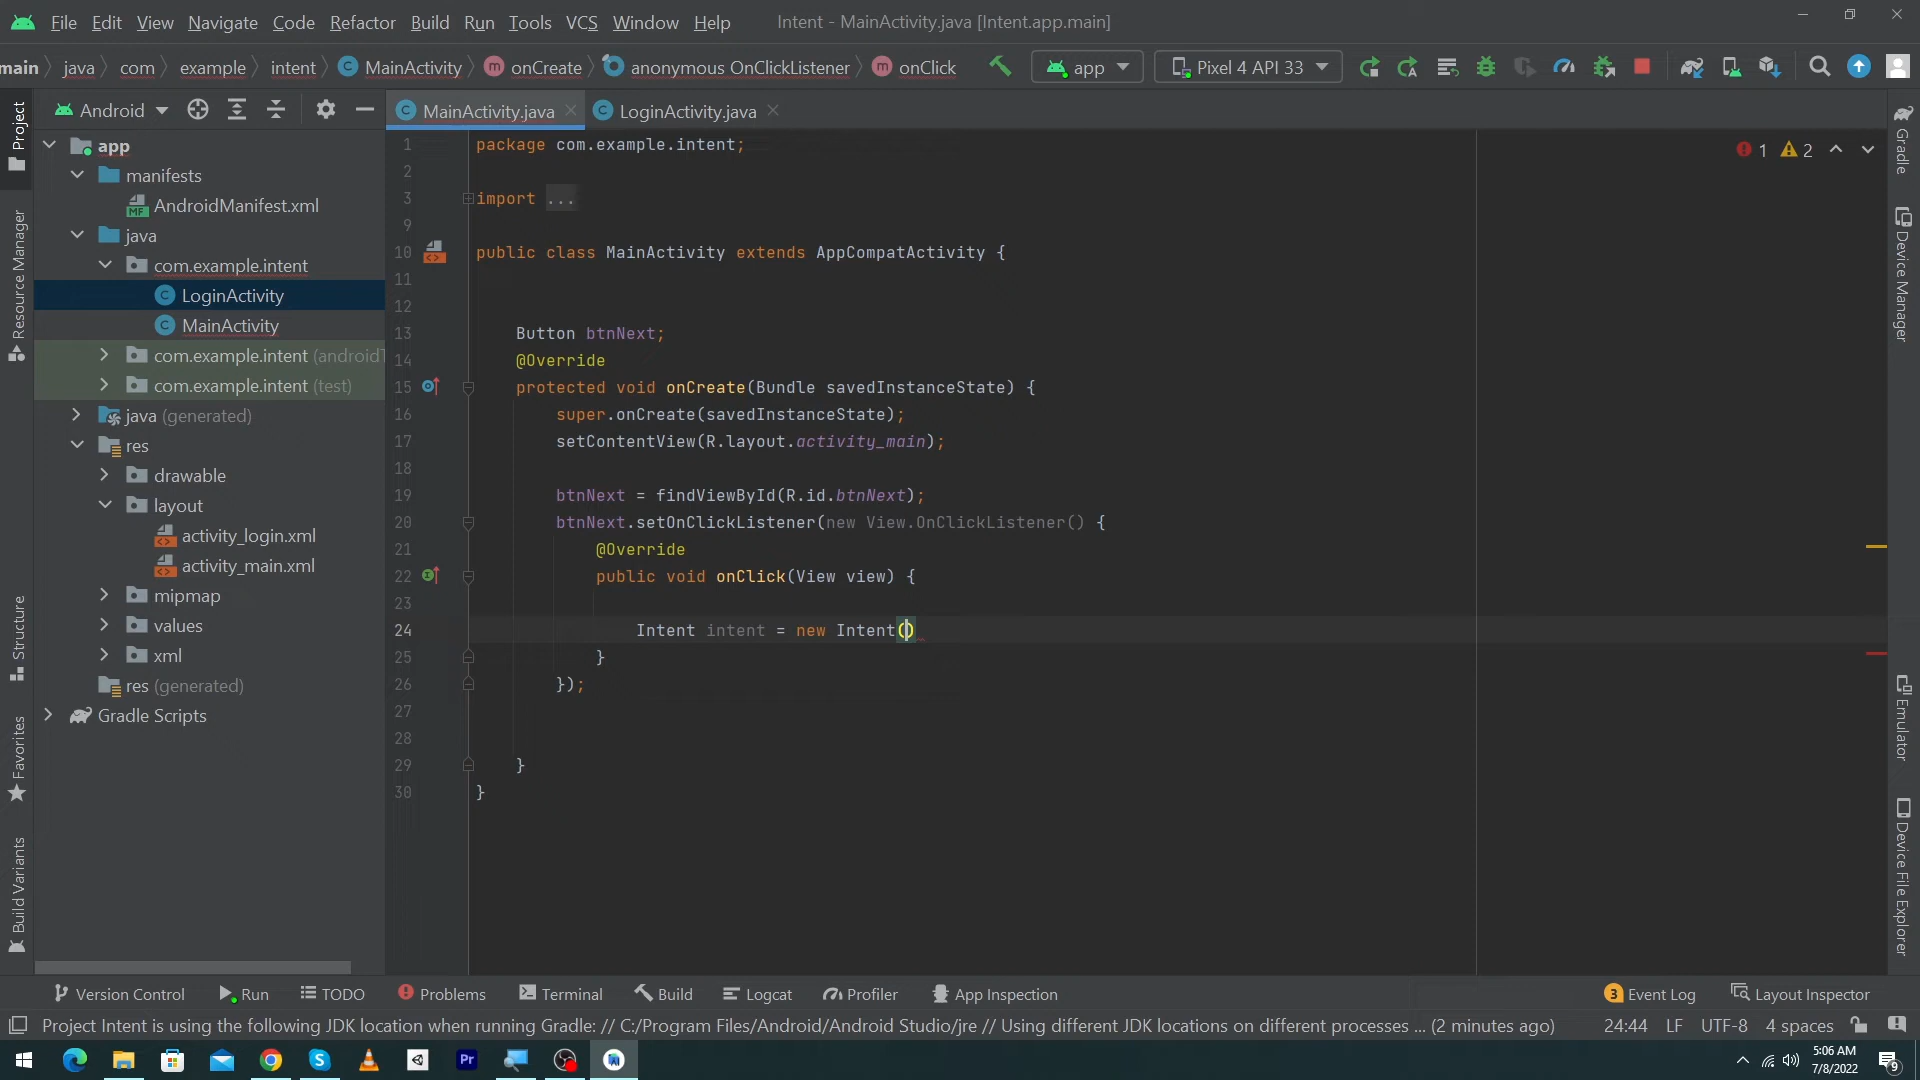 File Edit View Navigate Code Refactor Build Run Tools VCS Window Help Intent - MainActivity.java [Intent.app.main]
main java com example intent MainActivity onCreate anonymous OnClickListener onClick app Pixel 4 API 33
Project
Android
MainActivity.java LoginActivity.java
Gradle
app
manifests
AndroidManifest.xml
java
com.example.intent
LoginActivity
MainActivity
com.example.intent (androidT
com.example.intent (test)
java (generated)
res
drawable
layout
activity_login.xml
activity_main.xml
mipmap
values
xml
res (generated)
Gradle Scripts
Resource Manager
Structure
Favorites
Build Variants
1 package com.example.intent;
2
3 import ...
9
10 public class MainActivity extends AppCompatActivity {
11
12
13 Button btnNext;
14 @Override
15 protected void onCreate(Bundle savedInstanceState) {
16 super.onCreate(savedInstanceState);
17 setContentView(R.layout.activity_main);
18
19 btnNext = findViewById(R.id.btnNext);
20 btnNext.setOnClickListener(new View.OnClickListener() {
21 @Override
22 public void onClick(View view) {
23
24 Intent intent = new Intent()
25 }
26 });
27
28
29 }
30 }
1 2
Device Manager
Emulator
Device File Explorer
Version Control Run TODO Problems Terminal Build Logcat Profiler App Inspection 3 Event Log Layout Inspector
Project Intent is using the following JDK location when running Gradle: // C:/Program Files/Android/Android Studio/jre // Using different JDK locations on different processes ... (2 minutes ago) 24:44 LF UTF-8 4 spaces
Pr
5:06 AM
7/8/2022
9